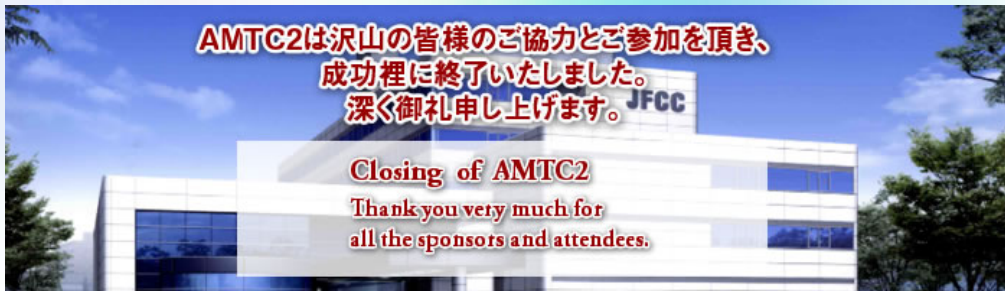 AMTC2は沢山の皆様のご協力とご参加を頂き、
成功裡に終了いたしました。
深く御礼申し上げます。
JFCC
Closing of AMTC2
Thank you very much for
all the sponsors and attendees.